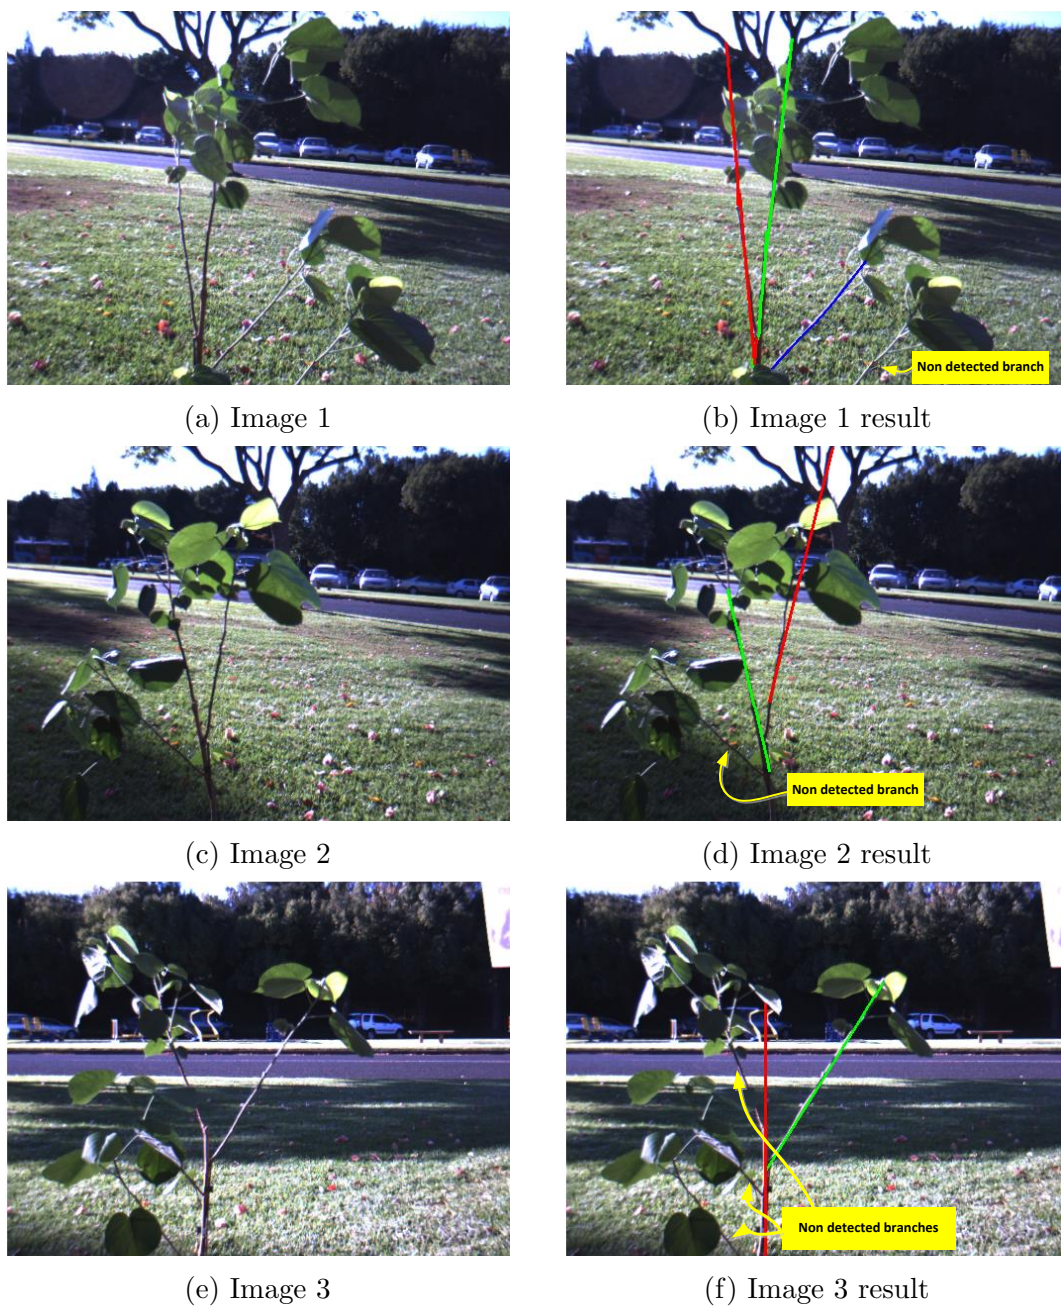 Non detected branch
(a) Image 1
(b) Image 1 result
Non detected branch
(c) Image 2
(d) Image 2 result
Non detected branches
(e) Image 3
(f) Image 3 result